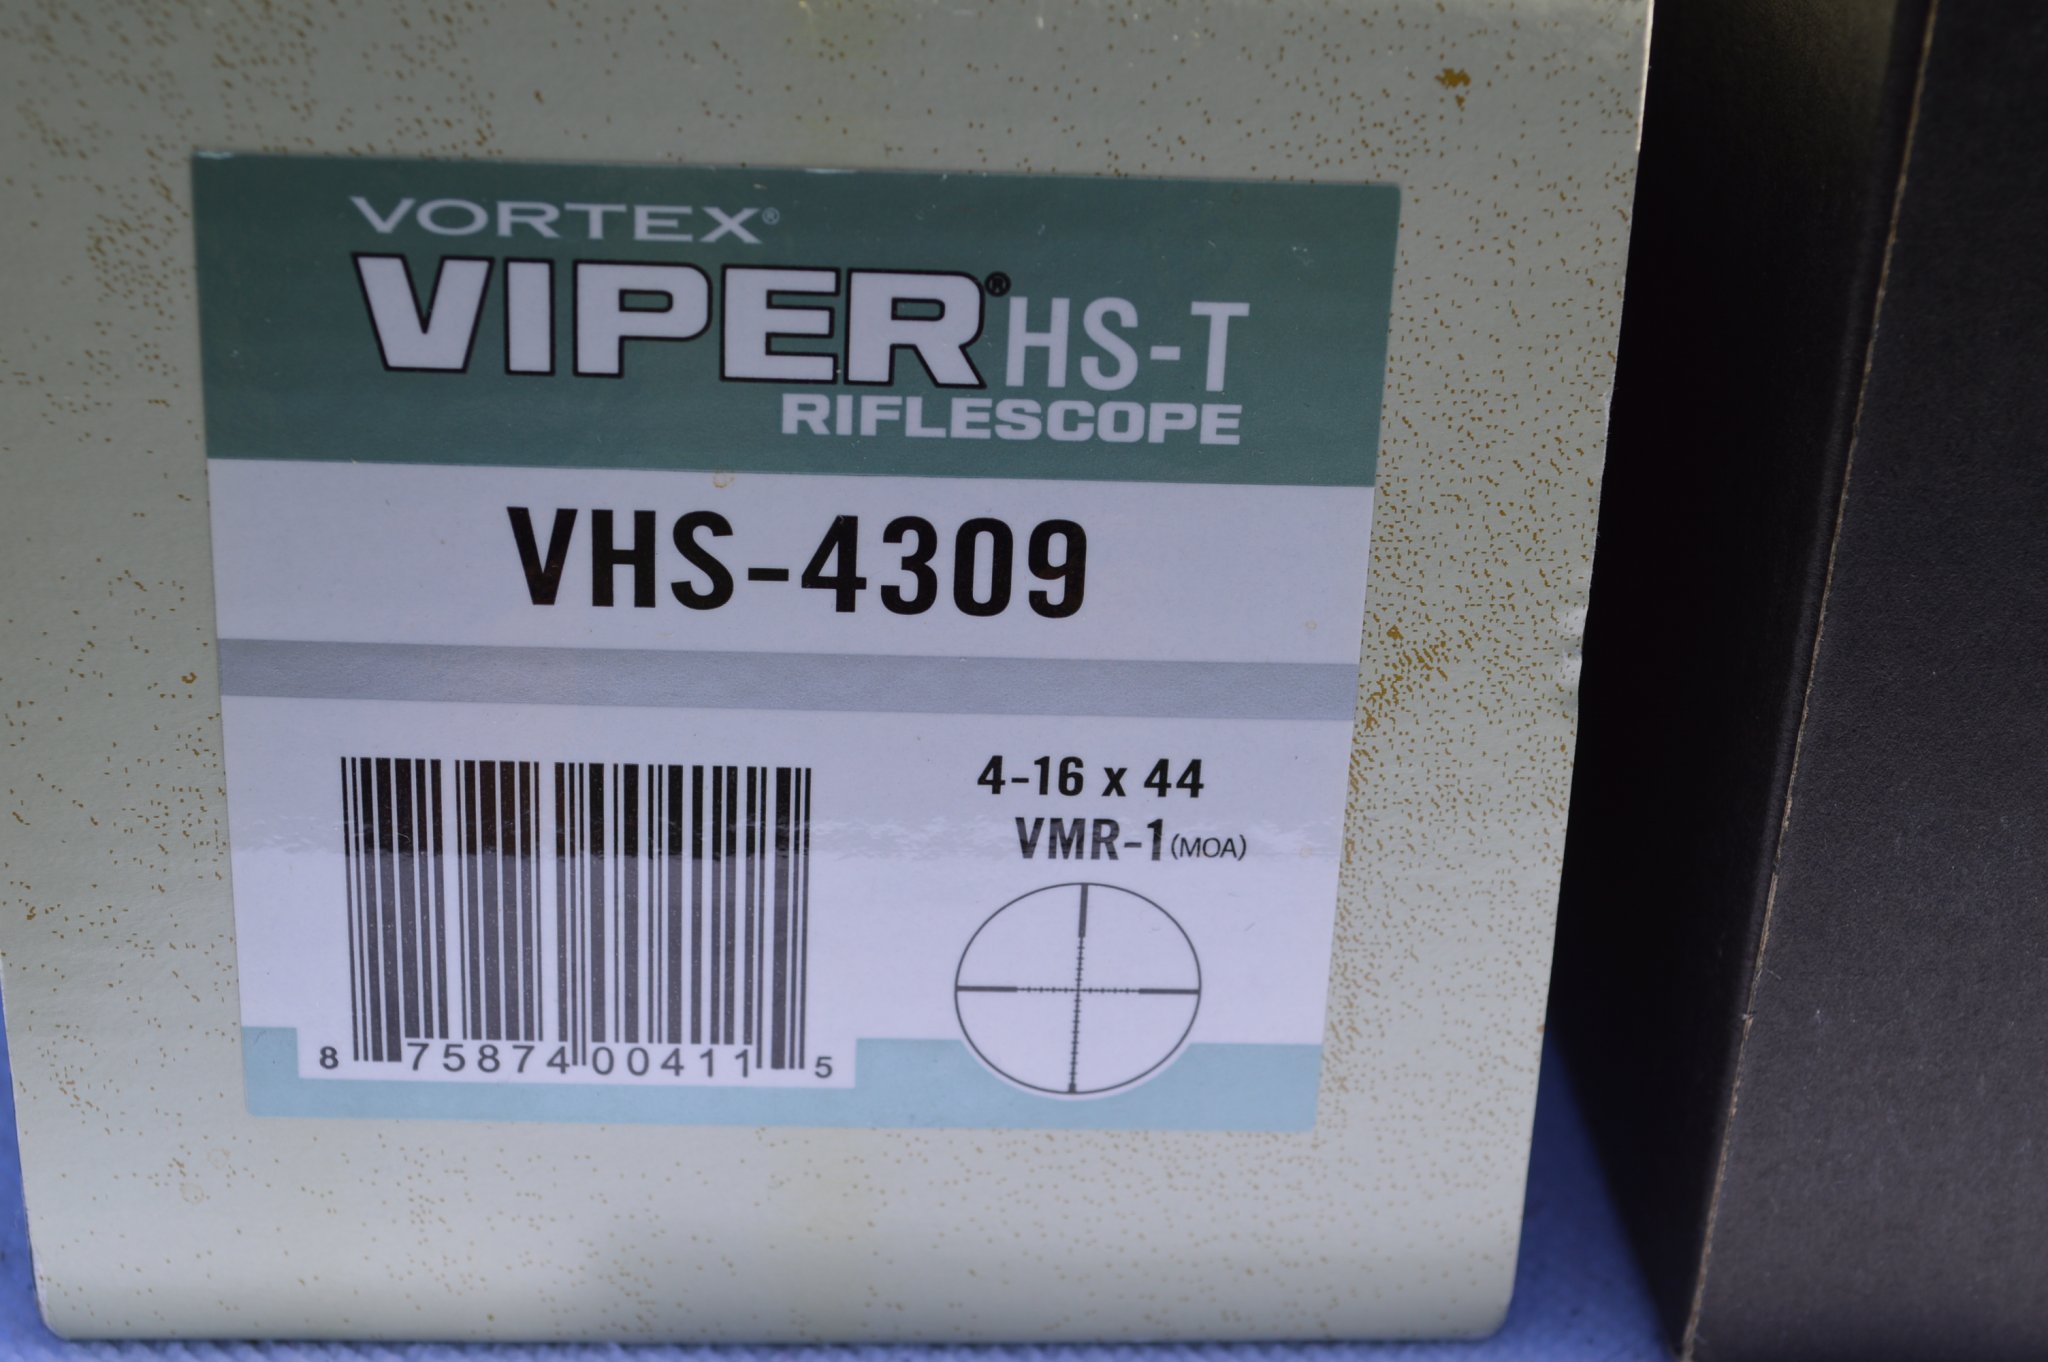 VORTEX®
VIPER® HS-T
RIFLESCOPE
VHS-4309
4-16 x 44
VMR-1 (MOA)
8 75874 00411 5